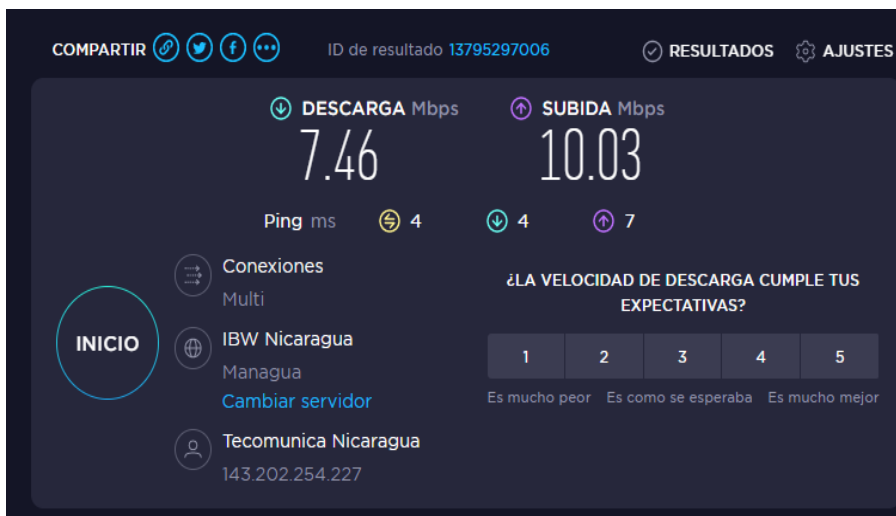 COMPARTIR
ID de resultado 13795297006
RESULTADOS
AJUSTES
DESCARGA Mbps
7.46
SUBIDA Mbps
10.03
Ping ms 4 4 7
INICIO
Conexiones
Multi
IBW Nicaragua
Managua
Cambiar servidor
Tecomunica Nicaragua
143.202.254.227
¿LA VELOCIDAD DE DESCARGA CUMPLE TUS
EXPECTATIVAS?
1 2 3 4 5
Es mucho peor Es como se esperaba Es mucho mejor